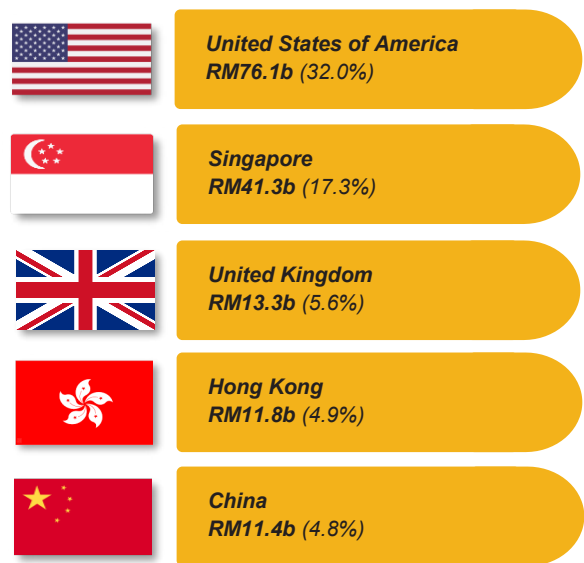 United States of America
RM76.1b (32.0%)
Singapore
RM41.3b (17.3%)
United Kingdom
RM13.3b (5.6%)
Hong Kong
RM11.8b (4.9%)
China
RM11.4b (4.8%)